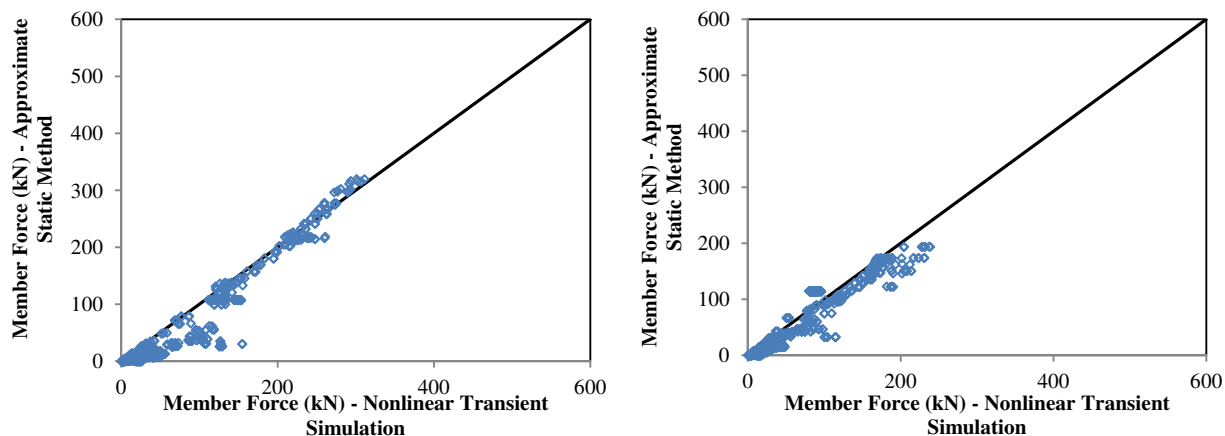 Member Force (kN) - Approximate
Static Method
600
500
400
300
200
100
0
0 200 400 600
Member Force (kN) - Nonlinear Transient
Simulation
Member Force (kN) - Approximate
Static Method
600
500
400
300
200
100
0
0 200 400 600
Member Force (kN) - Nonlinear Transient
Simulation